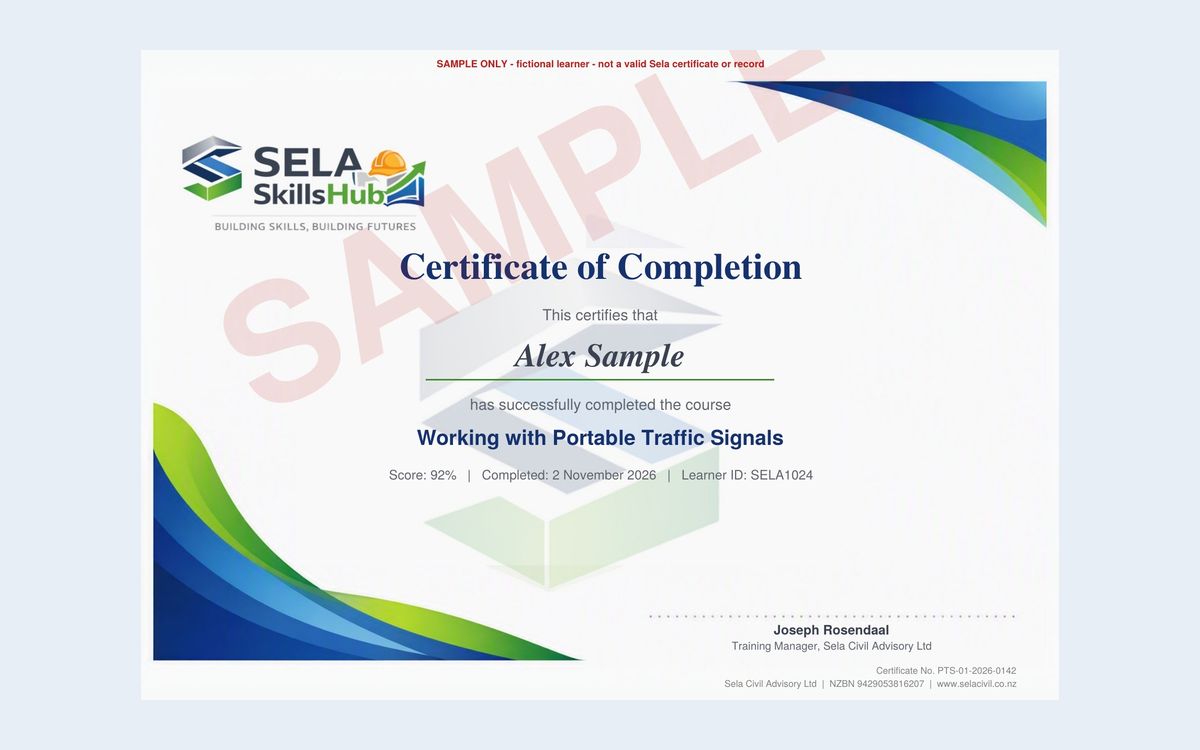 SAMPLE ONLY - fictional learner - not a valid Sela certificate or record
SAMPLE
SELA
SkillsHub
BUILDING SKILLS, BUILDING FUTURES
Certificate of Completion
This certifies that
Alex Sample
has successfully completed the course
Working with Portable Traffic Signals
Score: 92% | Completed: 2 November 2026 | Learner ID: SELA1024
Joseph Rosendaal
Training Manager, Sela Civil Advisory Ltd
Certificate No. PTS-01-2026-0142
Sela Civil Advisory Ltd | NZBN 9429053816207 | www.selacivil.co.nz